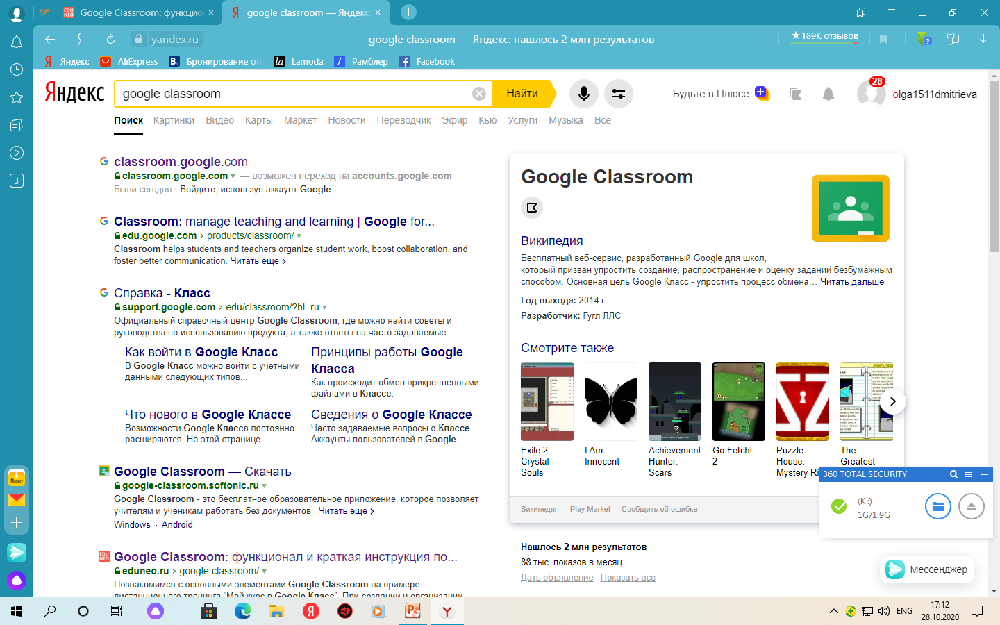 EDU NEO
Google Classroom: функцио
google classroom — Яндекс
yandex.ru
google classroom — Яндекс: нашлось 2 млн результатов
★ 189K отзывов
Яндекс
AliExpress
B.
Бронирование оте
la
Lamoda
Рамблер
Facebook
Яндекс
google classroom
Найти
Будьте в Плюсе
28
olga1511dmitrieva
Поиск Картинки Видео Карты Маркет Новости Переводчик Эфир Кью Услуги Музыка Все
3
classroom.google.com
classroom.google.com — возможен переход на accounts.google.com
Были сегодня · Войдите, используя аккаунт Google.
Classroom: manage teaching and learning | Google for...
edu.google.com › products/classroom/
Classroom helps students and teachers organize student work, boost collaboration, and
foster better communication. Читать ещё ›
Справка - Класс
support.google.com › edu/classroom/?hl=ru
Официальный справочный центр Google Classroom, где можно найти советы и
руководства по использованию продукта, а также ответы на часто задаваемые...
Как войти в Google Класс
В Google Класс можно войти с учетными
данными следующих типов...
Принципы работы Google
Класса
Как происходит обмен прикрепленными
файлами в Классе.
Что нового в Google Классе
Возможности Google Класса постоянно
расширяются. На этой странице...
Сведения о Google Классе
Часто задаваемые вопросы о Классе.
Аккаунты пользователей в Google...
Google Classroom — Скачать
google-classroom.softonic.ru
Google Classroom - это бесплатное образовательное приложение, которое позволяет
учителям и ученикам работать без документов . Читать ещё ›
Windows • Android
EDU NEO
Google Classroom: функционал и краткая инструкция по...
eduneo.ru › google-classroom/
Познакомимся с основными элементами Google Classroom на примере
дистанционного тренинга "Мой курс в Google Класс". При создании и организации
Google Classroom
Википедия
Бесплатный веб-сервис, разработанный Google для школ,
который призван упростить создание, распространение и оценку заданий безбумажным
способом. Основная цель Google Класс - упростить процесс обмена... Читать дальше
Год выхода: 2014 г.
Разработчик: Гугл ЛЛС
Смотрите также
Exile 2:
Crystal
Souls
I Am
Innocent
Achievement
Hunter:
Scars
Go Fetch!
2
Puzzle
House:
Mystery Ri
The
Greatest
Википедия Play Market Сообщить об ошибке
Нашлось 2 млн результатов
88 тыс. показов в месяц
Дать объявление Показать все
360 TOTAL SECURITY
(K:)
1G/1.9G
Мессенджер
Маркет
ENG
17:12
28.10.2020